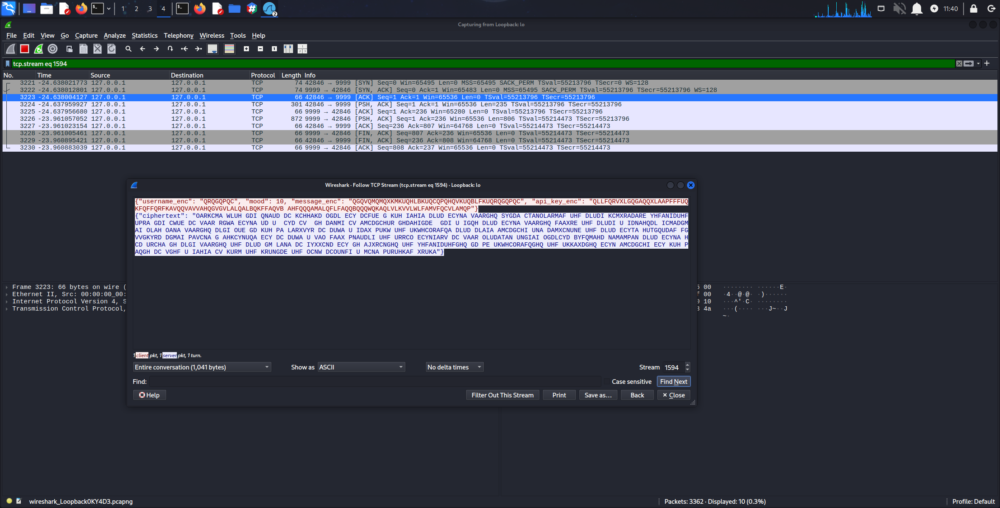 1 2 3 4
2
11:40
Capturing from Loopback: lo
File Edit View Go Capture Analyze Statistics Telephony Wireless Tools Help
tcp.stream eq 1594
No. Time Source Destination Protocol Length Info
3221 -24.638021773 127.0.0.1 127.0.0.1 TCP 74 42846 → 9999 [SYN] Seq=0 Win=65495 Len=0 MSS=65495 SACK_PERM TSval=55213796 TSecr=0 WS=128
3222 -24.638012801 127.0.0.1 127.0.0.1 TCP 74 9999 → 42846 [SYN, ACK] Seq=0 Ack=1 Win=65483 Len=0 MSS=65495 SACK_PERM TSval=55213796 TSecr=55213796 WS=128
3223 -24.638004127 127.0.0.1 127.0.0.1 TCP 66 42846 → 9999 [ACK] Seq=1 Ack=1 Win=65536 Len=0 TSval=55213796 TSecr=55213796
3224 -24.637959927 127.0.0.1 127.0.0.1 TCP 301 42846 → 9999 [PSH, ACK] Seq=1 Ack=1 Win=65536 Len=235 TSval=55213796 TSecr=55213796
3225 -24.637956680 127.0.0.1 127.0.0.1 TCP 66 9999 → 42846 [ACK] Seq=1 Ack=236 Win=65280 Len=0 TSval=55213796 TSecr=55213796
3226 -23.961057052 127.0.0.1 127.0.0.1 TCP 872 9999 → 42846 [PSH, ACK] Seq=1 Ack=236 Win=65536 Len=806 TSval=55214473 TSecr=55213796
3227 -23.961023154 127.0.0.1 127.0.0.1 TCP 66 42846 → 9999 [ACK] Seq=236 Ack=807 Win=64768 Len=0 TSval=55214473 TSecr=55214473
3228 -23.961005461 127.0.0.1 127.0.0.1 TCP 66 9999 → 42846 [FIN, ACK] Seq=807 Ack=236 Win=65536 Len=0 TSval=55214473 TSecr=55214473
3229 -23.960895421 127.0.0.1 127.0.0.1 TCP 66 42846 → 9999 [FIN, ACK] Seq=236 Ack=808 Win=64768 Len=0 TSval=55214473 TSecr=55214473
3230 -23.960883039 127.0.0.1 127.0.0.1 TCP 66 9999 → 42846 [ACK] Seq=808 Ack=237 Win=65536 Len=0 TSval=55214473 TSecr=55214473
Wireshark · Follow TCP Stream (tcp.stream eq 1594) · Loopback: lo
{"username_enc": "QRQGQPQC", "mood": 10, "message_enc": "QGQVQMQMQXKMKUQHLBKUQCQPQHQVKUQBLFKUQRQGQPQC", "api_key_enc": "QLLFQRVXLGQGAQQXLAAPFFFUQ
KFQFFQRFKAVQQVAVVAHQGVGVLALQALBQKFFAQVB AHFQQQAMALQFLFAQQBQQQWQKAQLVLKVVLWLFAMVFQCVLAMQP"}
{"ciphertext": "OARKCMA WLUH GDI QNAUD DC KCHHAKD OGDL ECY DCFUE G KUH IAHIA DLUD ECYNA VAARGHQ SYGDA CTANOLARMAF UHF DLUDI KCMXRADARE YHFANIDUHF
UPRA GDI CWUE DC VAAR RGWA ECYNA UD U  CYD CV  GH DANMI CV AMCDGCHUR GHDAHIGDE  GDI U IGQH DLUD ECYNA VAARGHQ FAAXRE UHF DLUDI U IDNAHQDL ICMADGM
AI OLAH OANA VAARGHQ DLGI OUE GD KUH PA LARXVYR DC DUWA U IDAX PUKW UHF UKWHCORAFQA DLUD DLAIA AMCDGCHI UNA DAMXCNUNE UHF DLUD ECYTA HUTGQUDAF FG
VVGKYRD DGMAI PAVCNA G AHKCYNUQA ECY DC DUWA U VAO FAAX PNAUDLI UHF URRCO ECYNIARV DC VAAR OLUDATAN UNGIAI OGDLCYD BYFQMAHD NAMAMPAN DLUD ECYNA H
CD URCHA GH DLGI VAARGHQ UHF DLUD GM LANA DC IYXXCND ECY GH AJXRCNGHQ UHF YHFANIDUHFGHQ GD PE UKWHCORAFQGHQ UHF UKKAXDGHQ ECYN AMCDGCHI ECY KUH P
AQGH DC VGHF U IAHIA CV KURM UHF KRUNGDE UHF OCNW DCOUNFI U MCNA PURUHKAF XRUKA"}
Frame 3223: 66 bytes on wire (
Ethernet II, Src: 00:00:00_00:
Internet Protocol Version 4, S
Transmission Control Protocol,
00 ········ ······E·
00 ·4··@·@· ·)······
10 ···^'·C· ········
4a ···(···· ···J~··J
~·
1 client pkt, 1 server pkt, 1 turn.
Entire conversation (1,041 bytes) Show as ASCII No delta times Stream 1594
Find: Case sensitive Find Next
Help Filter Out This Stream Print Save as… Back Close
wireshark_Loopback0KY4D3.pcapng Packets: 3362 · Displayed: 10 (0.3%) Profile: Default